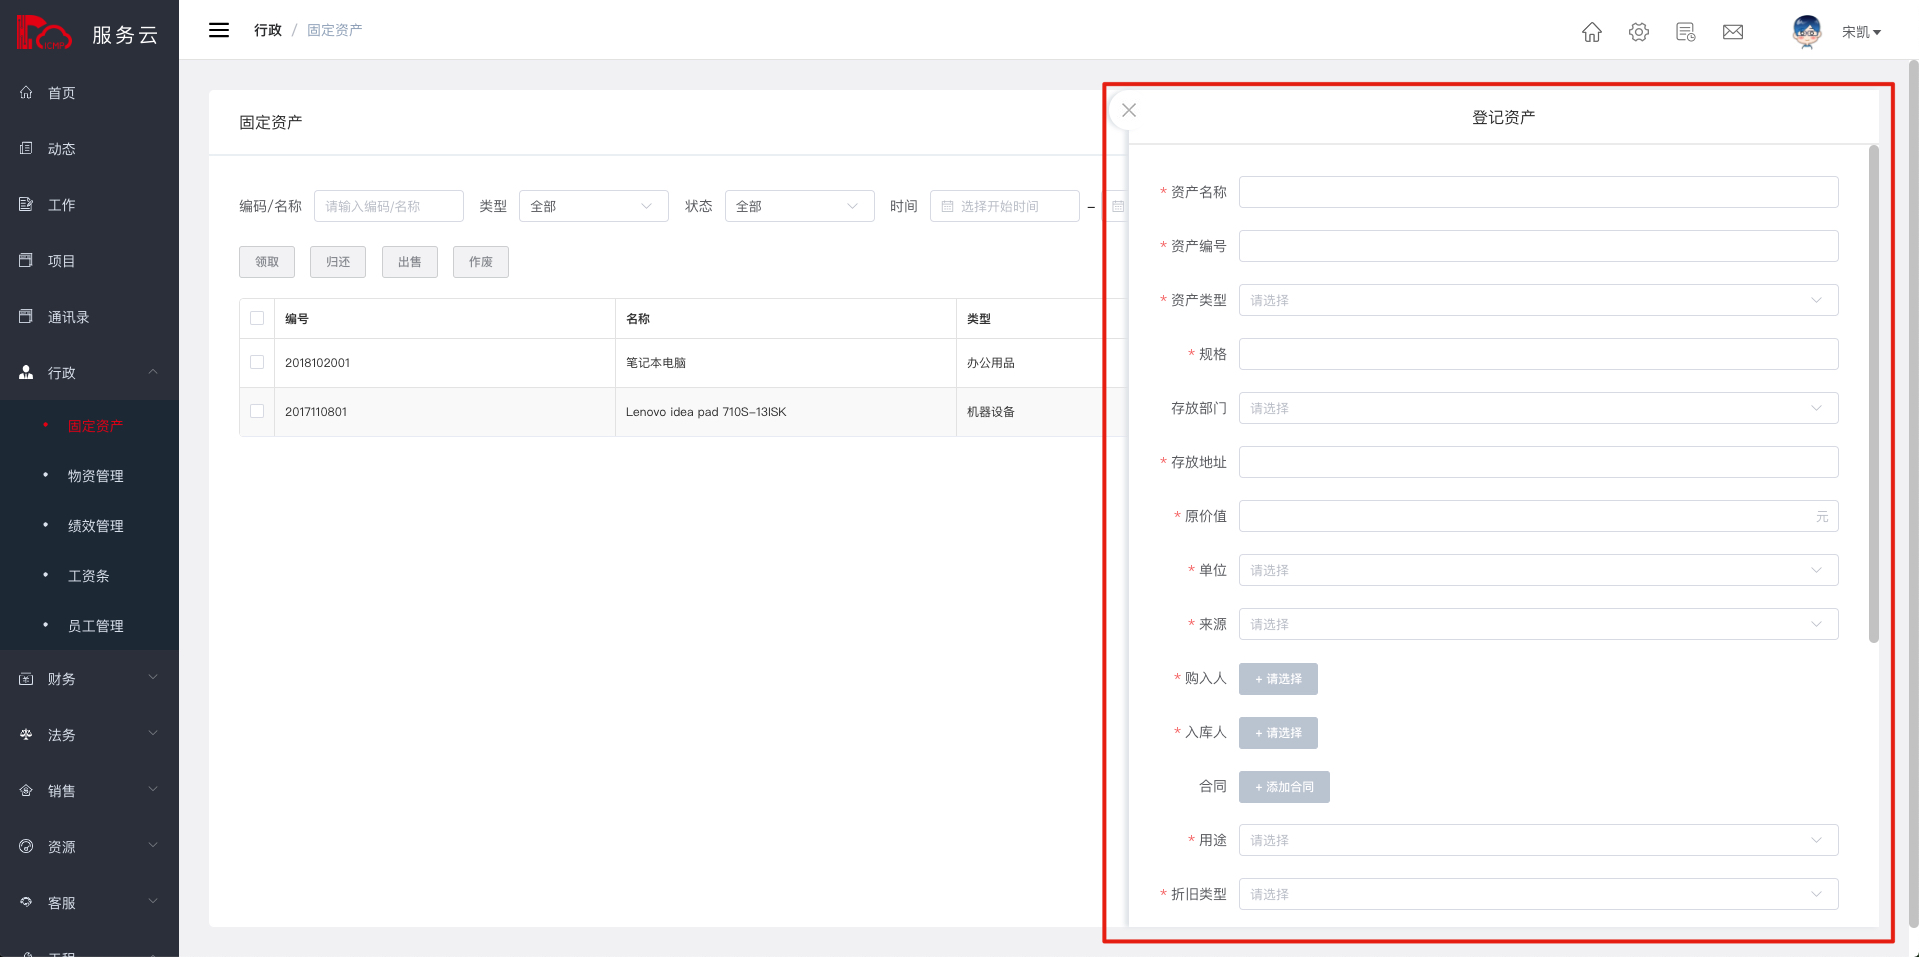 ICMP 服务云
行政 / 固定资产
宋凯
首页
动态
工作
项目
通讯录
行政
固定资产
物资管理
绩效管理
工资条
员工管理
财务
法务
销售
资源
客服
工程
固定资产
编码/名称 请输入编码/名称 类型 全部 状态 全部 时间 选择开始时间 –
领取 归还 出售 作废
编号 名称 类型
2018102001 笔记本电脑 办公用品
2017110801 Lenovo idea pad 710S-13ISK 机器设备
登记资产
* 资产名称
* 资产编号
* 资产类型 请选择
* 规格
存放部门 请选择
* 存放地址
* 原价值 元
* 单位 请选择
* 来源 请选择
* 购入人 + 请选择
* 入库人 + 请选择
合同 + 添加合同
* 用途 请选择
* 折旧类型 请选择